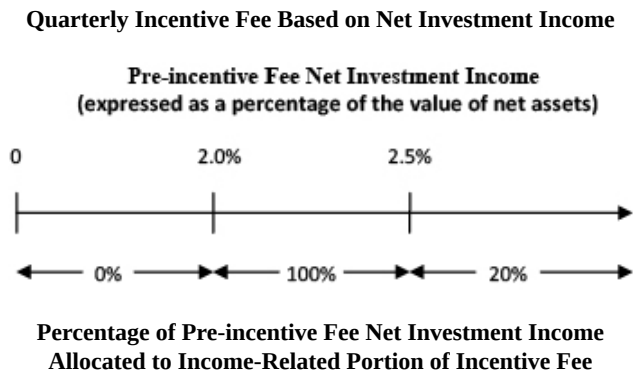 Quarterly Incentive Fee Based on Net Investment Income
Pre-incentive Fee Net Investment Income
(expressed as a percentage of the value of net assets)
0 2.0% 2.5%
0% 100% 20%
Percentage of Pre-incentive Fee Net Investment Income
Allocated to Income-Related Portion of Incentive Fee